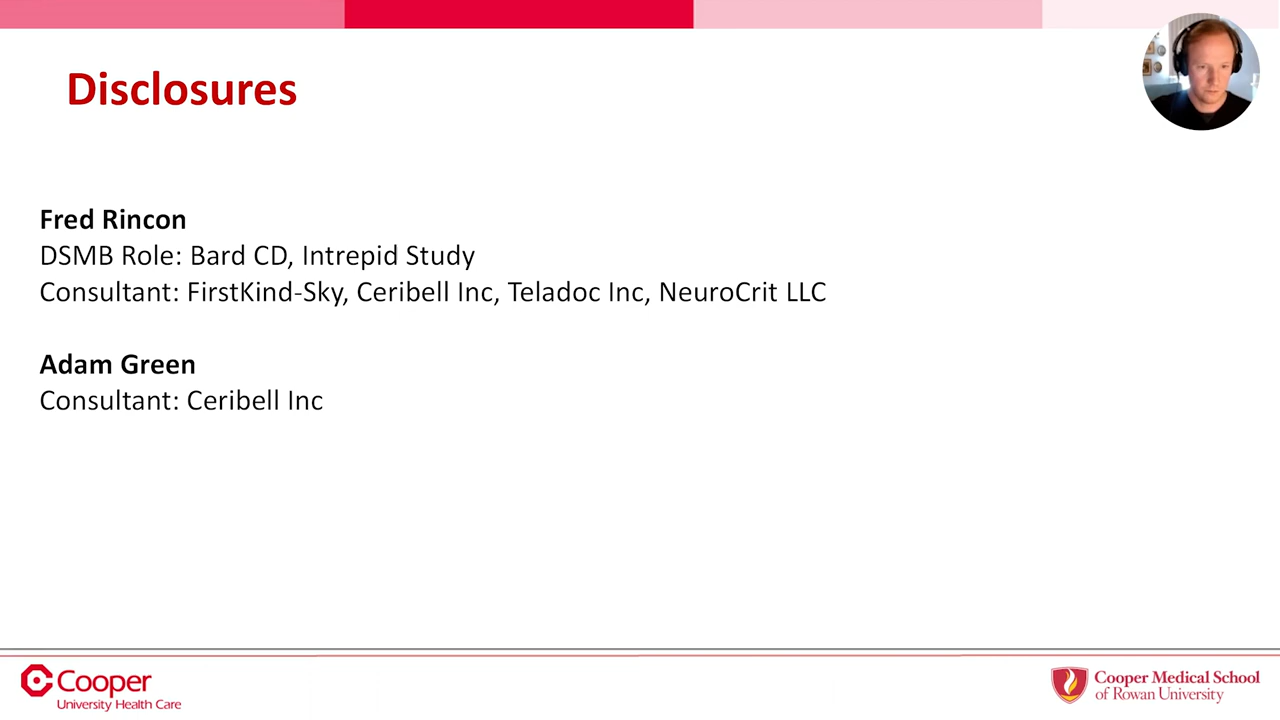 Disclosures
Fred Rincon
DSMB Role: Bard CD, Intrepid Study
Consultant: FirstKind-Sky, Ceribell Inc, Teladoc Inc, NeuroCrit LLC
Adam Green
Consultant: Ceribell Inc
Cooper
University Health Care
Cooper Medical School
of Rowan University